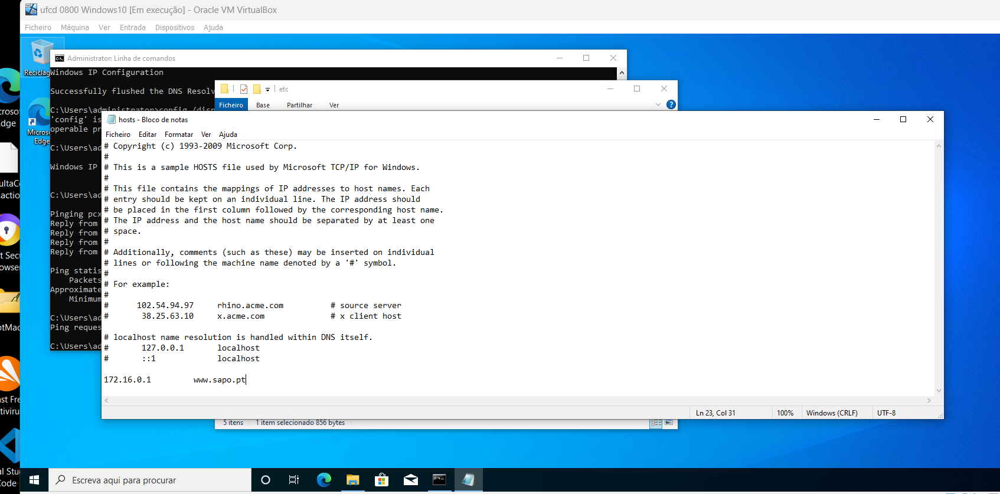 ufcd 0800 Windows10 [Em execução] - Oracle VM VirtualBox
Ficheiro Máquina Ver Entrada Dispositivos Ajuda
Reciclag
Microso
Edge
Administrator: Linha de comandos
Windows IP Configuration
Successfully flushed the DNS Resolv
C:\Users\administrator>config /disp
'config' is
operable pr
C:\Users\ad
Windows IP
C:\Users\ad
Pinging pcx
Reply from
Reply from
Reply from
Reply from
Ping statis
Packets
Approximate
Minimum
C:\Users\ad
Ping reques
C:\Users\ad
etc
Ficheiro Base Partilhar Ver
hosts - Bloco de notas
Ficheiro Editar Formatar Ver Ajuda
# Copyright (c) 1993-2009 Microsoft Corp.
#
# This is a sample HOSTS file used by Microsoft TCP/IP for Windows.
#
# This file contains the mappings of IP addresses to host names. Each
# entry should be kept on an individual line. The IP address should
# be placed in the first column followed by the corresponding host name.
# The IP address and the host name should be separated by at least one
# space.
#
# Additionally, comments (such as these) may be inserted on individual
# lines or following the machine name denoted by a '#' symbol.
#
# For example:
#
# 102.54.94.97 rhino.acme.com # source server
# 38.25.63.10 x.acme.com # x client host
# localhost name resolution is handled within DNS itself.
# 127.0.0.1 localhost
# ::1 localhost
172.16.0.1 www.sapo.pt
Ln 23, Col 31 100% Windows (CRLF) UTF-8
5 itens 1 item selecionado 856 bytes
Escreva aqui para procurar
crosof
dge
ultaCo
actio
t Secu
owser
otMac
st Fre
tiviru
al Stu
Code